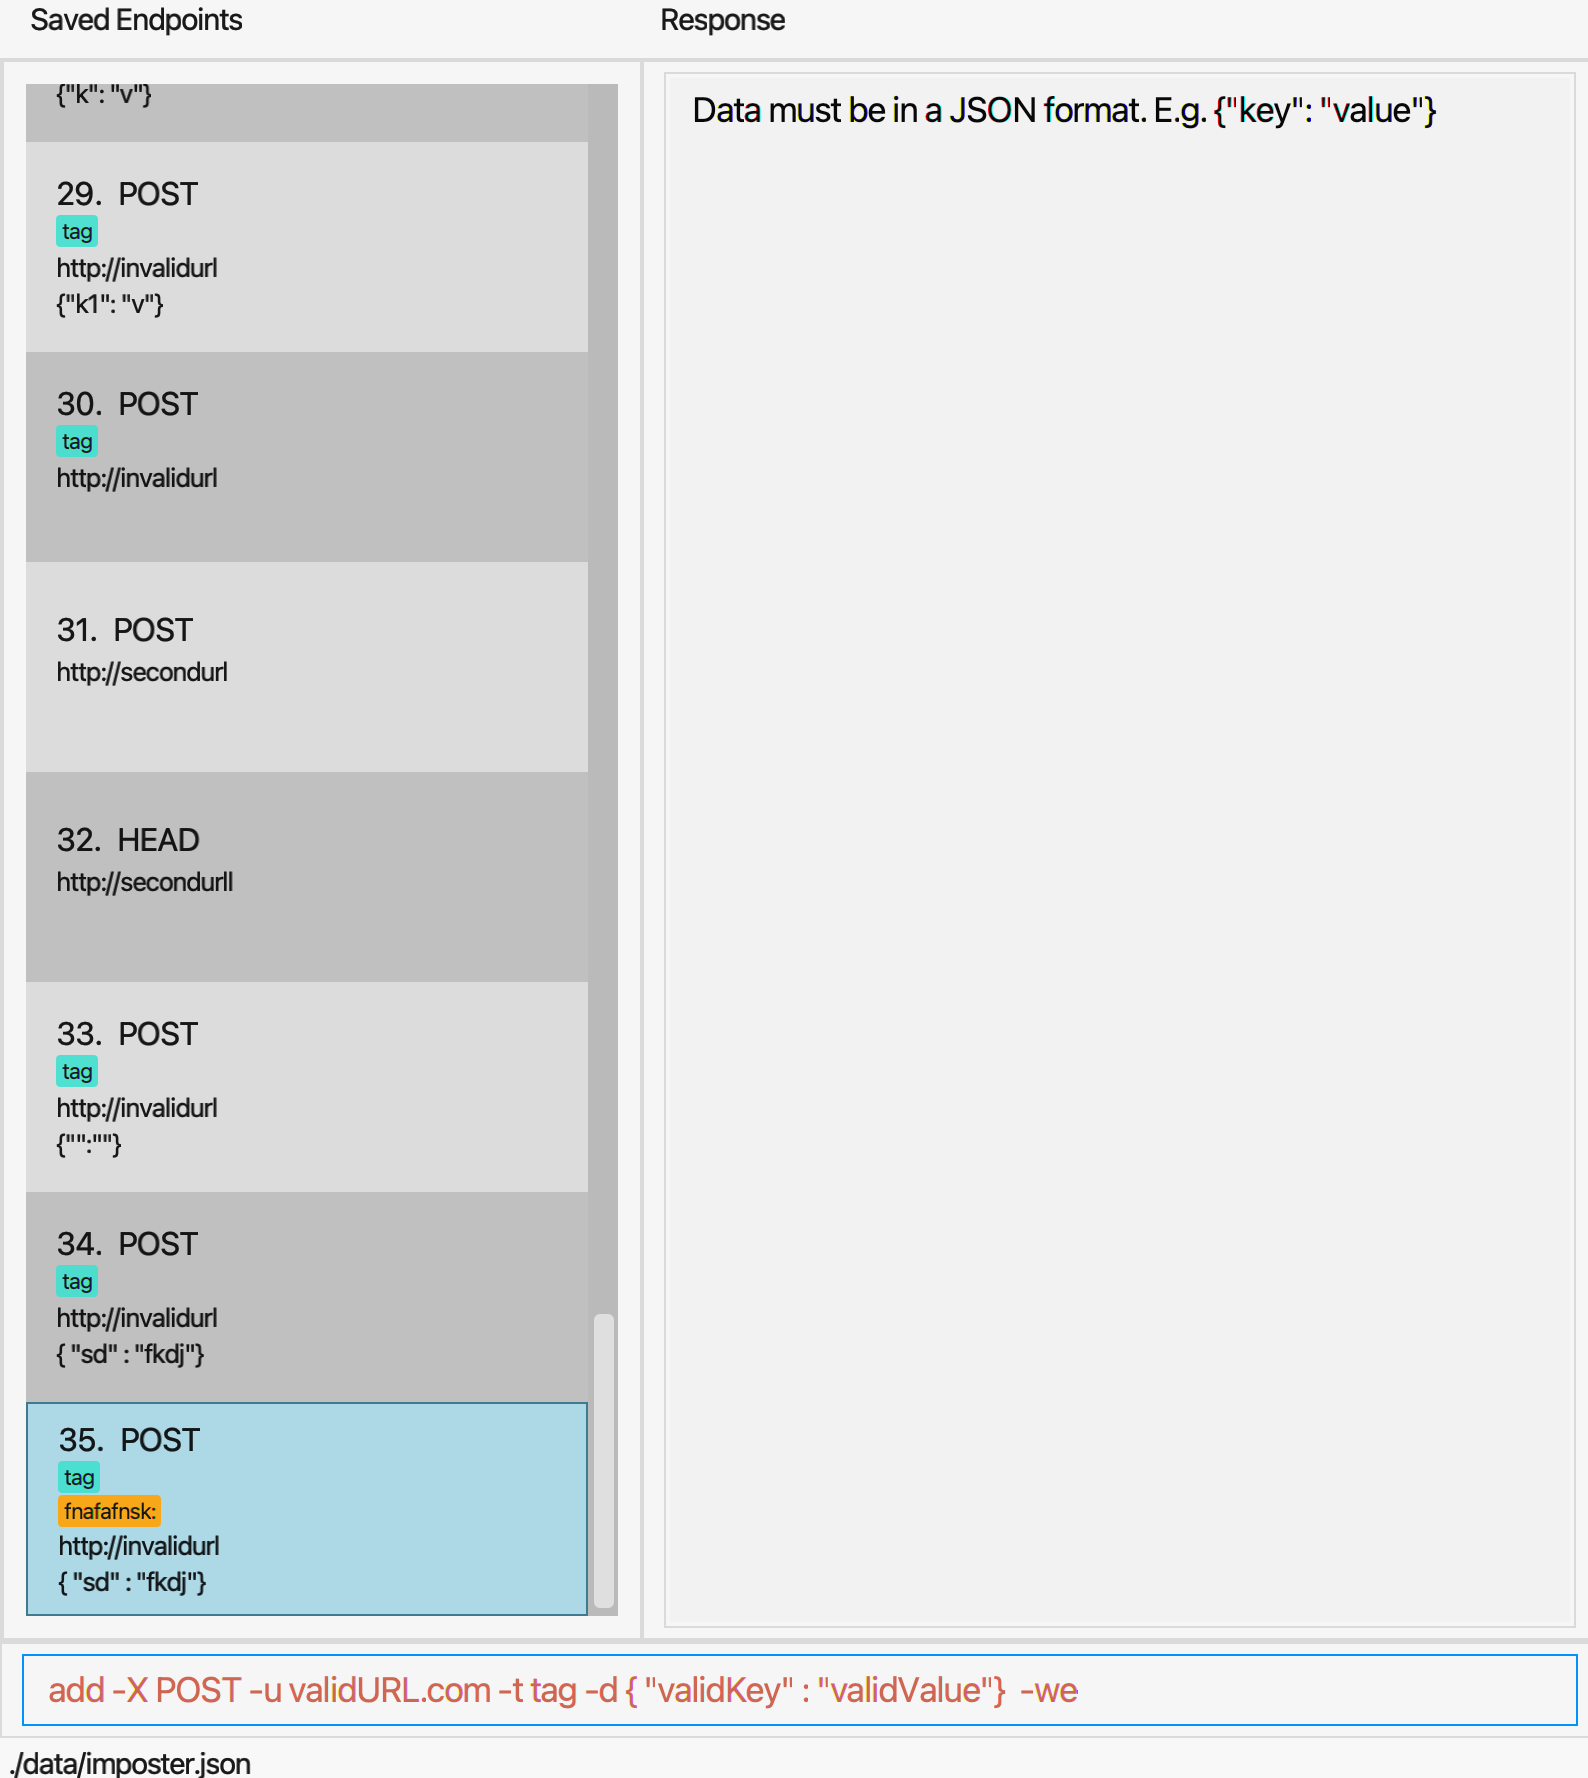 Saved Endpoints
Response
{"k": "v"}
29. POST
tag
http://invalidurl
{"k1": "v"}
30. POST
tag
http://invalidurl
31. POST
http://secondurl
32. HEAD
http://secondurll
33. POST
tag
http://invalidurl
{"":""}
34. POST
tag
http://invalidurl
{ "sd" : "fkdj"}
35. POST
tag
fnafafnsk:
http://invalidurl
{ "sd" : "fkdj"}
Data must be in a JSON format. E.g. {"key": "value"}
add -X POST -u validURL.com -t tag -d { "validKey" : "validValue"}  -we
./data/imposter.json